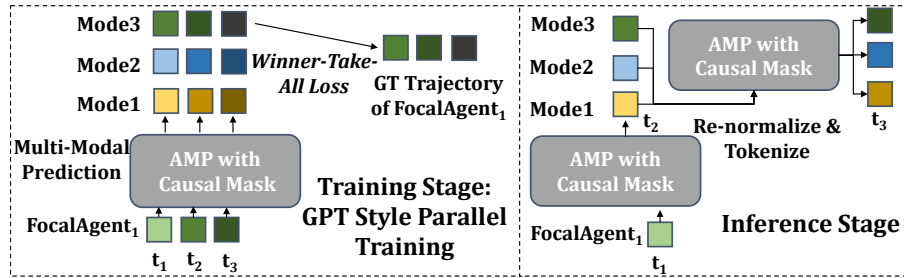 Mode3
Mode2
Mode1
Winner-Take-
All Loss
GT Trajectory
of FocalAgent₁
Multi-Modal
Prediction
AMP with
Causal Mask
Training Stage:
GPT Style Parallel
Training
FocalAgent₁
t₁ t₂ t₃
Mode3
Mode2
Mode1
t₂
AMP with
Causal Mask
t₃
Re-normalize &
Tokenize
AMP with
Causal Mask
Inference Stage
FocalAgent₁
t₁